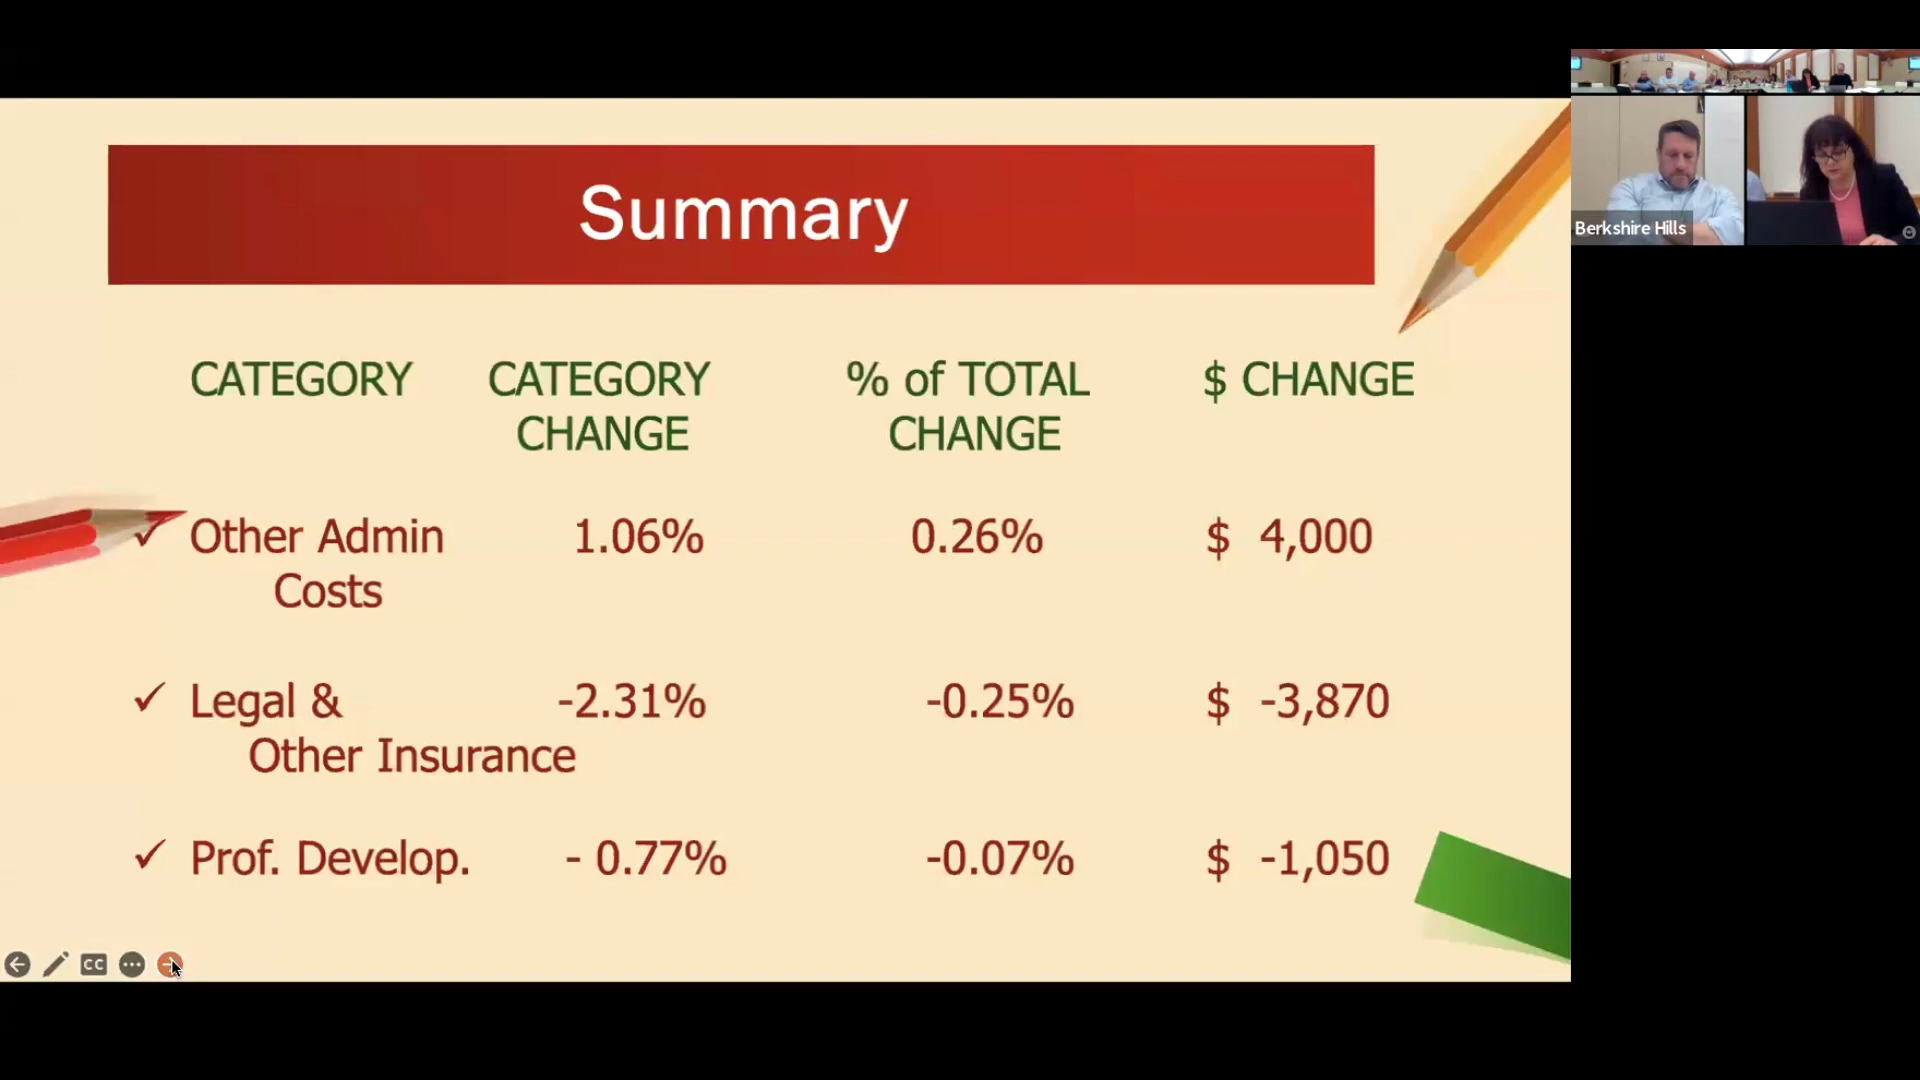 Summary
CATEGORY CATEGORY % of TOTAL $ CHANGE
CHANGE CHANGE
✓ Other Admin 1.06% 0.26% $ 4,000
Costs
✓ Legal & -2.31% -0.25% $ -3,870
Other Insurance
✓ Prof. Develop. - 0.77% -0.07% $ -1,050
CC
Berkshire Hills